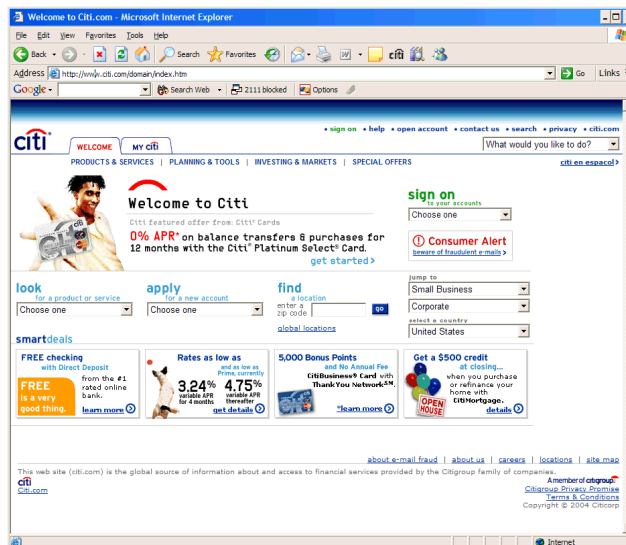 Welcome to Citi.com - Microsoft Internet Explorer
File Edit View Favorites Tools Help
Back Search Favorites citi
Address http://www.citi.com/domain/index.htm Go Links
Google Search Web 2111 blocked Options
• sign on • help • open account • contact us • search • privacy • citi.com
citi WELCOME MY citi What would you like to do?
PRODUCTS & SERVICES | PLANNING & TOOLS | INVESTING & MARKETS | SPECIAL OFFERS citi en espacol
Welcome to Citi
Citi featured offer from: Citi® Cards
0% APR* on balance transfers & purchases for
12 months with the Citi® Platinum Select® Card.
get started >
sign on
to your accounts
Choose one
Consumer Alert
beware of fraudulent e-mails >
look
for a product or service
Choose one
apply
for a new account
Choose one
find
a location
enter a
zip code go
global locations
jump to
Small Business
Corporate
select a country
United States
smartdeals
FREE checking
with Direct Deposit
FREE
is a very
good thing.
from the #1
rated online
bank.
learn more
Rates as low as
and as low as
Prime, currently
3.24% 4.75%
variable APR variable APR
for 4 months thereafter
get details
5,000 Bonus Points
and No Annual Fee
CitiBusiness® Card with
ThankYou Network℠.
*learn more
Get a $500 credit
at closing...
when you purchase
or refinance your
home with
CitiMortgage.
OPEN
HOUSE
details
about e-mail fraud | about us | careers | locations | site map
This web site (citi.com) is the global source of information about and access to financial services provided by the Citigroup family of companies.
citi
Citi.com
A member of citigroup
Citigroup Privacy Promise
Terms & Conditions
Copyright © 2004 Citicorp
Internet